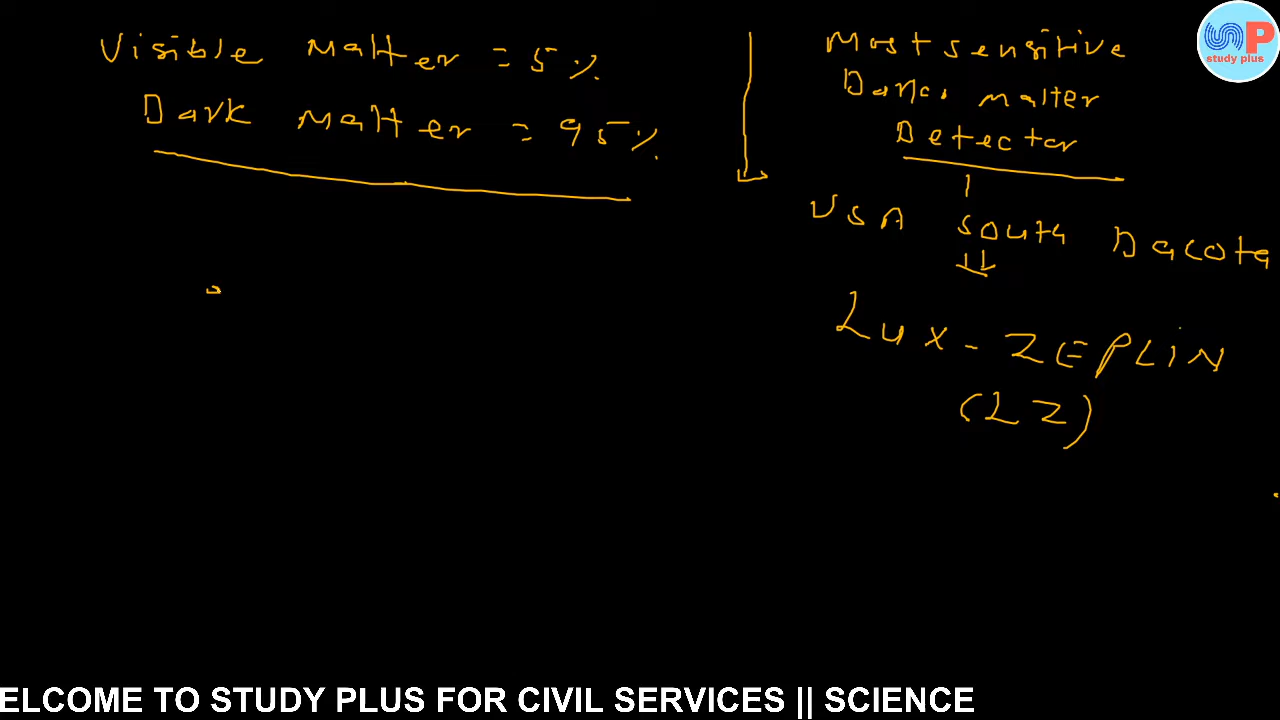 Visible Matter = 5%
Dark Matter = 95%
Most sensitive
Dark matter
Detector
USA South Dacota
Lux - ZEPLIN
(LZ)
SP
study plus
ELCOME TO STUDY PLUS FOR CIVIL SERVICES || SCIENCE